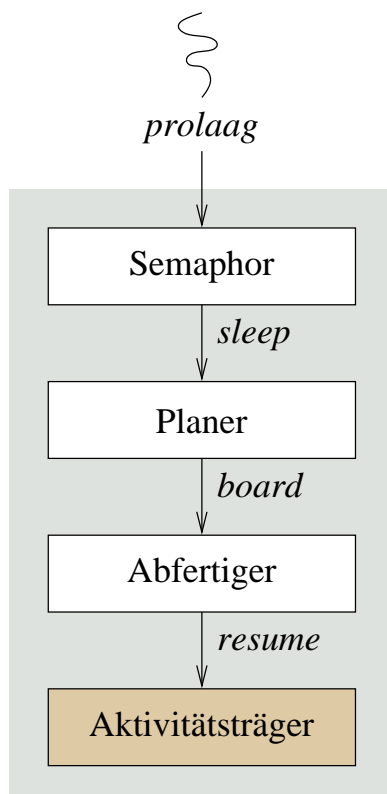 prolaag
Semaphor
sleep
Planer
board
Abfertiger
resume
Aktivitätsträger